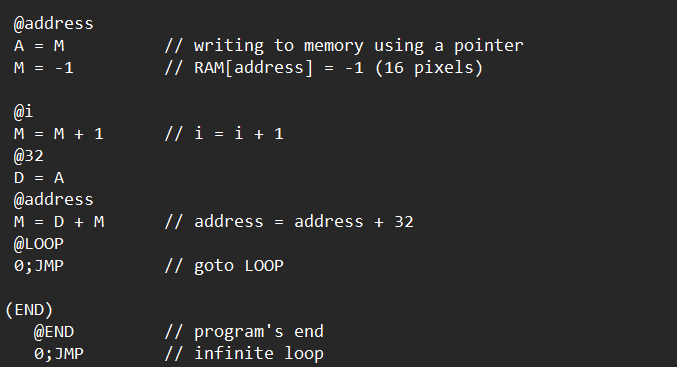 @address
A = M // writing to memory using a pointer
M = -1 // RAM[address] = -1 (16 pixels)
@i
M = M + 1 // i = i + 1
@32
D = A
@address
M = D + M // address = address + 32
@LOOP
0;JMP // goto LOOP
(END)
@END // program's end
0;JMP // infinite loop